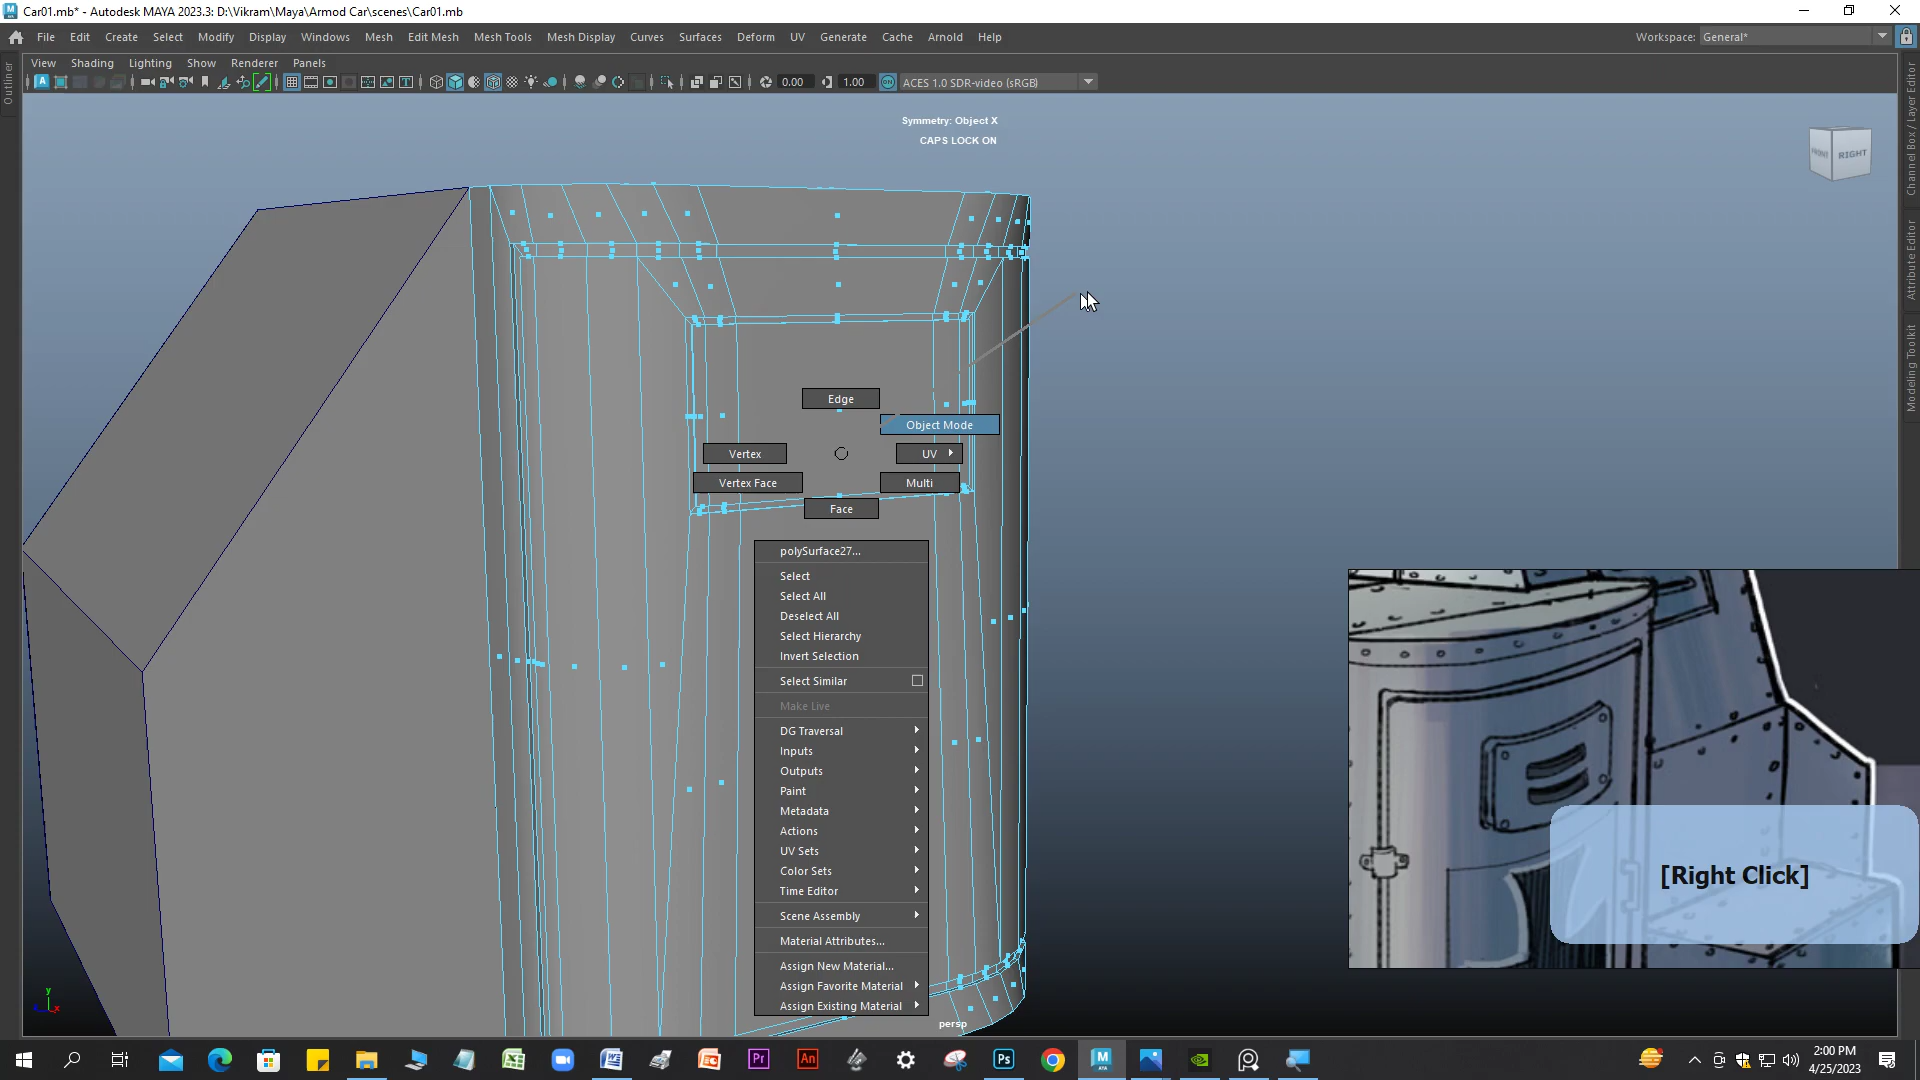 Car01.mb* - Autodesk MAYA 2023.3: D:\Vikram\Maya\Armod Car\scenes\Car01.mb
File Edit Create Select Modify Display Windows Mesh Edit Mesh Mesh Tools Mesh Display Curves Surfaces Deform UV Generate Cache Arnold Help Workspace: General*
View Shading Lighting Show Renderer Panels
0.00 1.00 ACES 1.0 SDR-video (sRGB)
Outliner
Channel Box / Layer Editor
Attribute Editor
Modeling Toolkit
Symmetry: Object X
CAPS LOCK ON
FRONT RIGHT
Edge
Object Mode
Vertex UV
Vertex Face Multi
Face
polySurface27...
Select
Select All
Deselect All
Select Hierarchy
Invert Selection
Select Similar
Make Live
DG Traversal
Inputs
Outputs
Paint
Metadata
Actions
UV Sets
Color Sets
Time Editor
Scene Assembly
Material Attributes...
Assign New Material...
Assign Favorite Material
Assign Existing Material
[Right Click]
y
x
persp
2:00 PM
4/25/2023